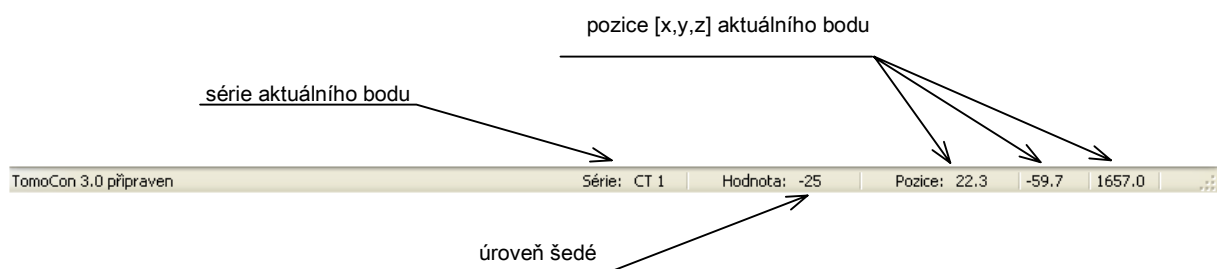 pozice [x,y,z] aktuálního bodu
série aktuálního bodu
TomoCon 3.0 připraven Série: CT 1 Hodnota: -25 Pozice: 22.3 -59.7 1657.0
úroveň šedé